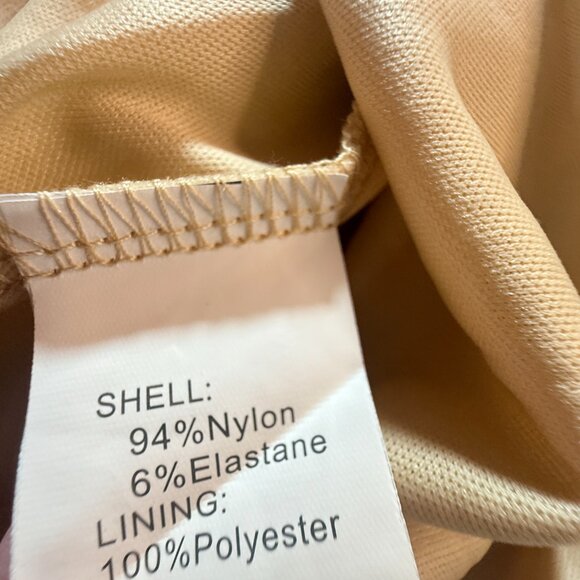 SHELL:
94%Nylon
6%Elastane
LINING:
100%Polyester